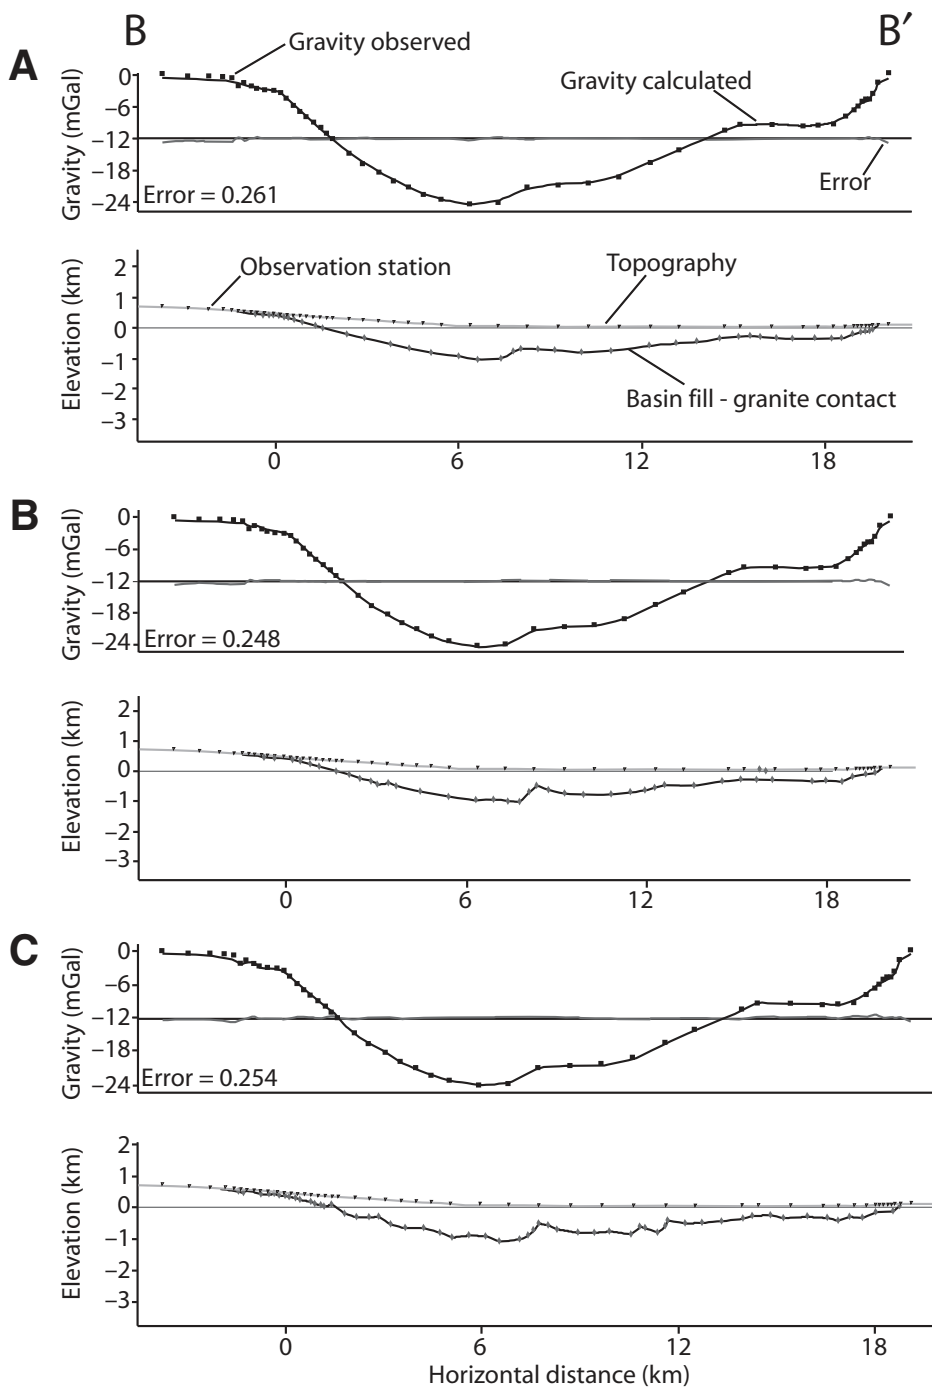 B B′
A
Gravity observed
Gravity calculated
Gravity (mGal)
0
−6
−12
−18
−24
Error = 0.261
Error
Observation station
Topography
Elevation (km)
2
1
0
−1
−2
−3
Basin fill - granite contact
0 6 12 18
B
Gravity (mGal)
0
−6
−12
−18
−24
Error = 0.248
Elevation (km)
2
1
0
−1
−2
−3
0 6 12 18
C
Gravity (mGal)
0
−6
−12
−18
−24
Error = 0.254
Elevation (km)
2
1
0
−1
−2
−3
0 6 12 18
Horizontal distance (km)